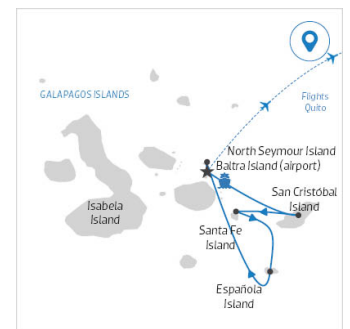 GALAPAGOS ISLANDS
Flights
Quito
North Seymour Island
Baltra Island (airport)
San Cristóbal
Island
Isabela
Island
Santa Fe
Island
Española
Island